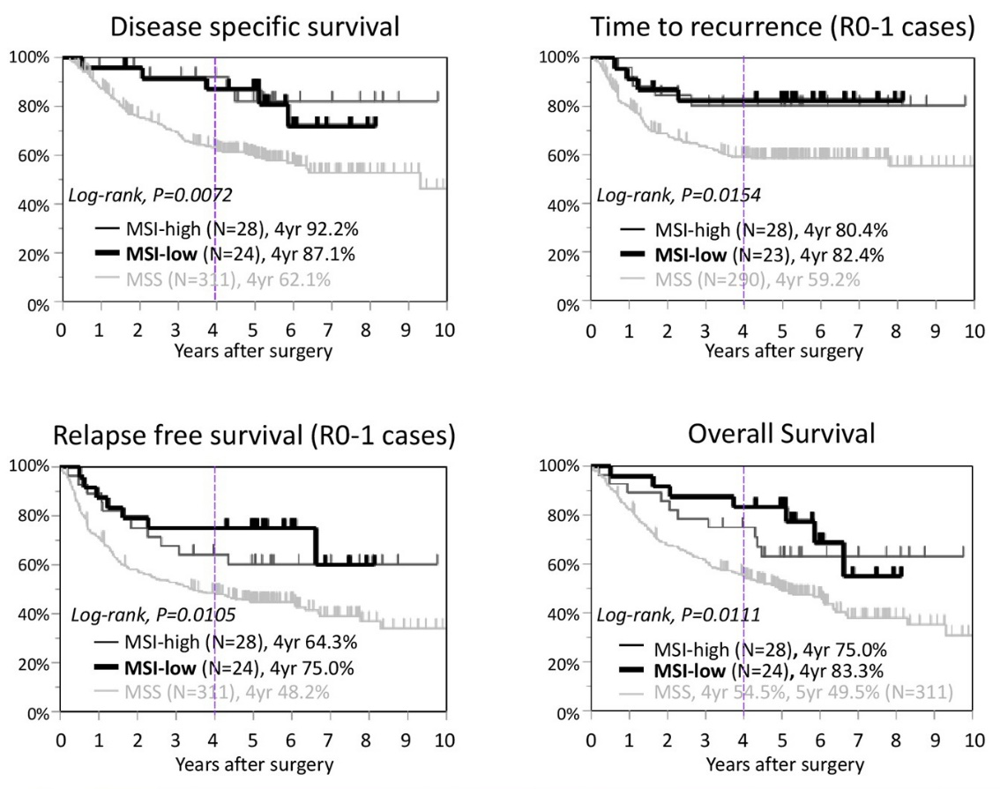 Disease specific survival
100%
80%
60%
40%
20%
0%
Log-rank, P=0.0072
MSI-high (N=28), 4yr 92.2%
MSI-low (N=24), 4yr 87.1%
MSS (N=311), 4yr 62.1%
0 1 2 3 4 5 6 7 8 9 10
Years after surgery
Time to recurrence (R0-1 cases)
100%
80%
60%
40%
20%
0%
Log-rank, P=0.0154
MSI-high (N=28), 4yr 80.4%
MSI-low (N=23), 4yr 82.4%
MSS (N=290), 4yr 59.2%
0 1 2 3 4 5 6 7 8 9 10
Years after surgery
Relapse free survival (R0-1 cases)
100%
80%
60%
40%
20%
0%
Log-rank, P=0.0105
MSI-high (N=28), 4yr 64.3%
MSI-low (N=24), 4yr 75.0%
MSS (N=311), 4yr 48.2%
0 1 2 3 4 5 6 7 8 9 10
Years after surgery
Overall Survival
100%
80%
60%
40%
20%
0%
Log-rank, P=0.0111
MSI-high (N=28), 4yr 75.0%
MSI-low (N=24), 4yr 83.3%
MSS, 4yr 54.5%, 5yr 49.5% (N=311)
0 1 2 3 4 5 6 7 8 9 10
Years after surgery